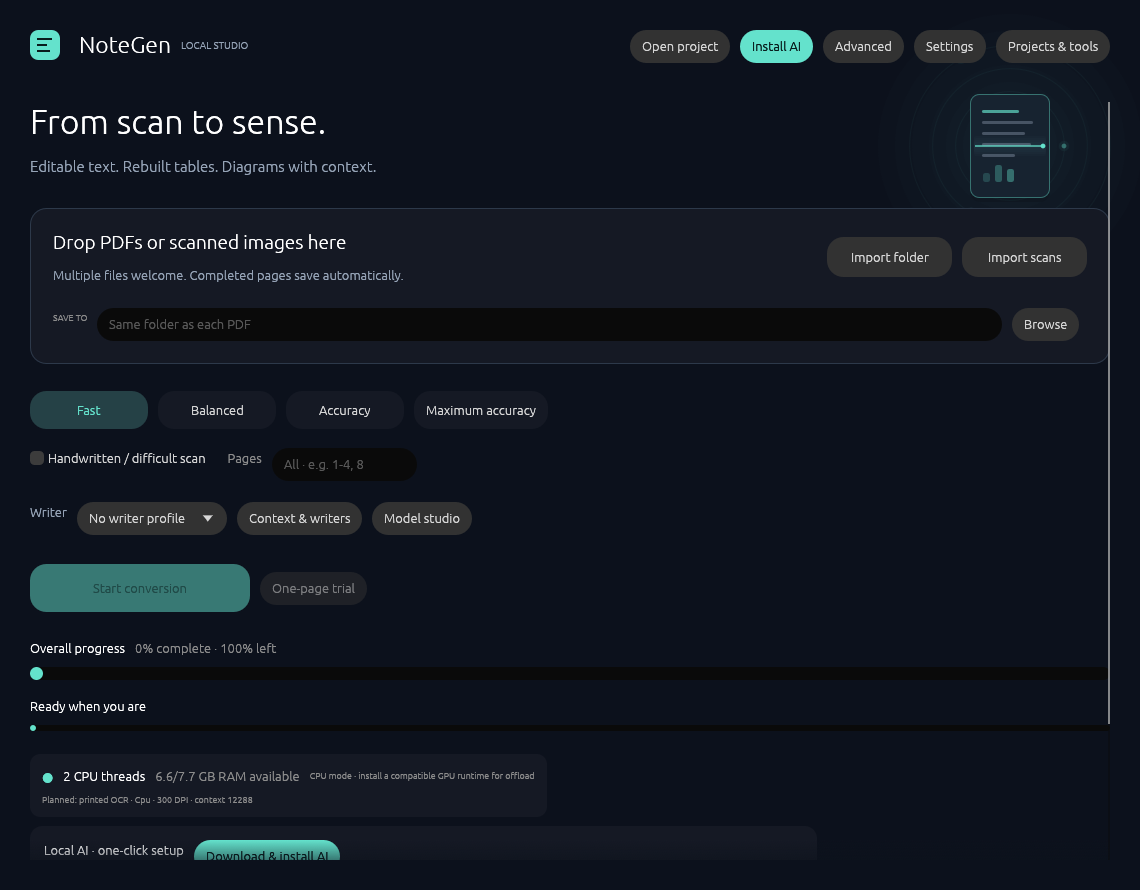 NoteGen LOCAL STUDIO Open project Install AI Advanced Settings Projects & tools
From scan to sense.
Editable text. Rebuilt tables. Diagrams with context.
Drop PDFs or scanned images here
Multiple files welcome. Completed pages save automatically.
Import folder Import scans
SAVE TO Same folder as each PDF Browse
Fast Balanced Accuracy Maximum accuracy
Handwritten / difficult scan Pages All · e.g. 1-4, 8
Writer No writer profile Context & writers Model studio
Start conversion One-page trial
Overall progress 0% complete · 100% left
Ready when you are
2 CPU threads 6.6/7.7 GB RAM available CPU mode · install a compatible GPU runtime for offload
Planned: printed OCR · Cpu · 300 DPI · context 12288
Local AI · one-click setup Download & install AI